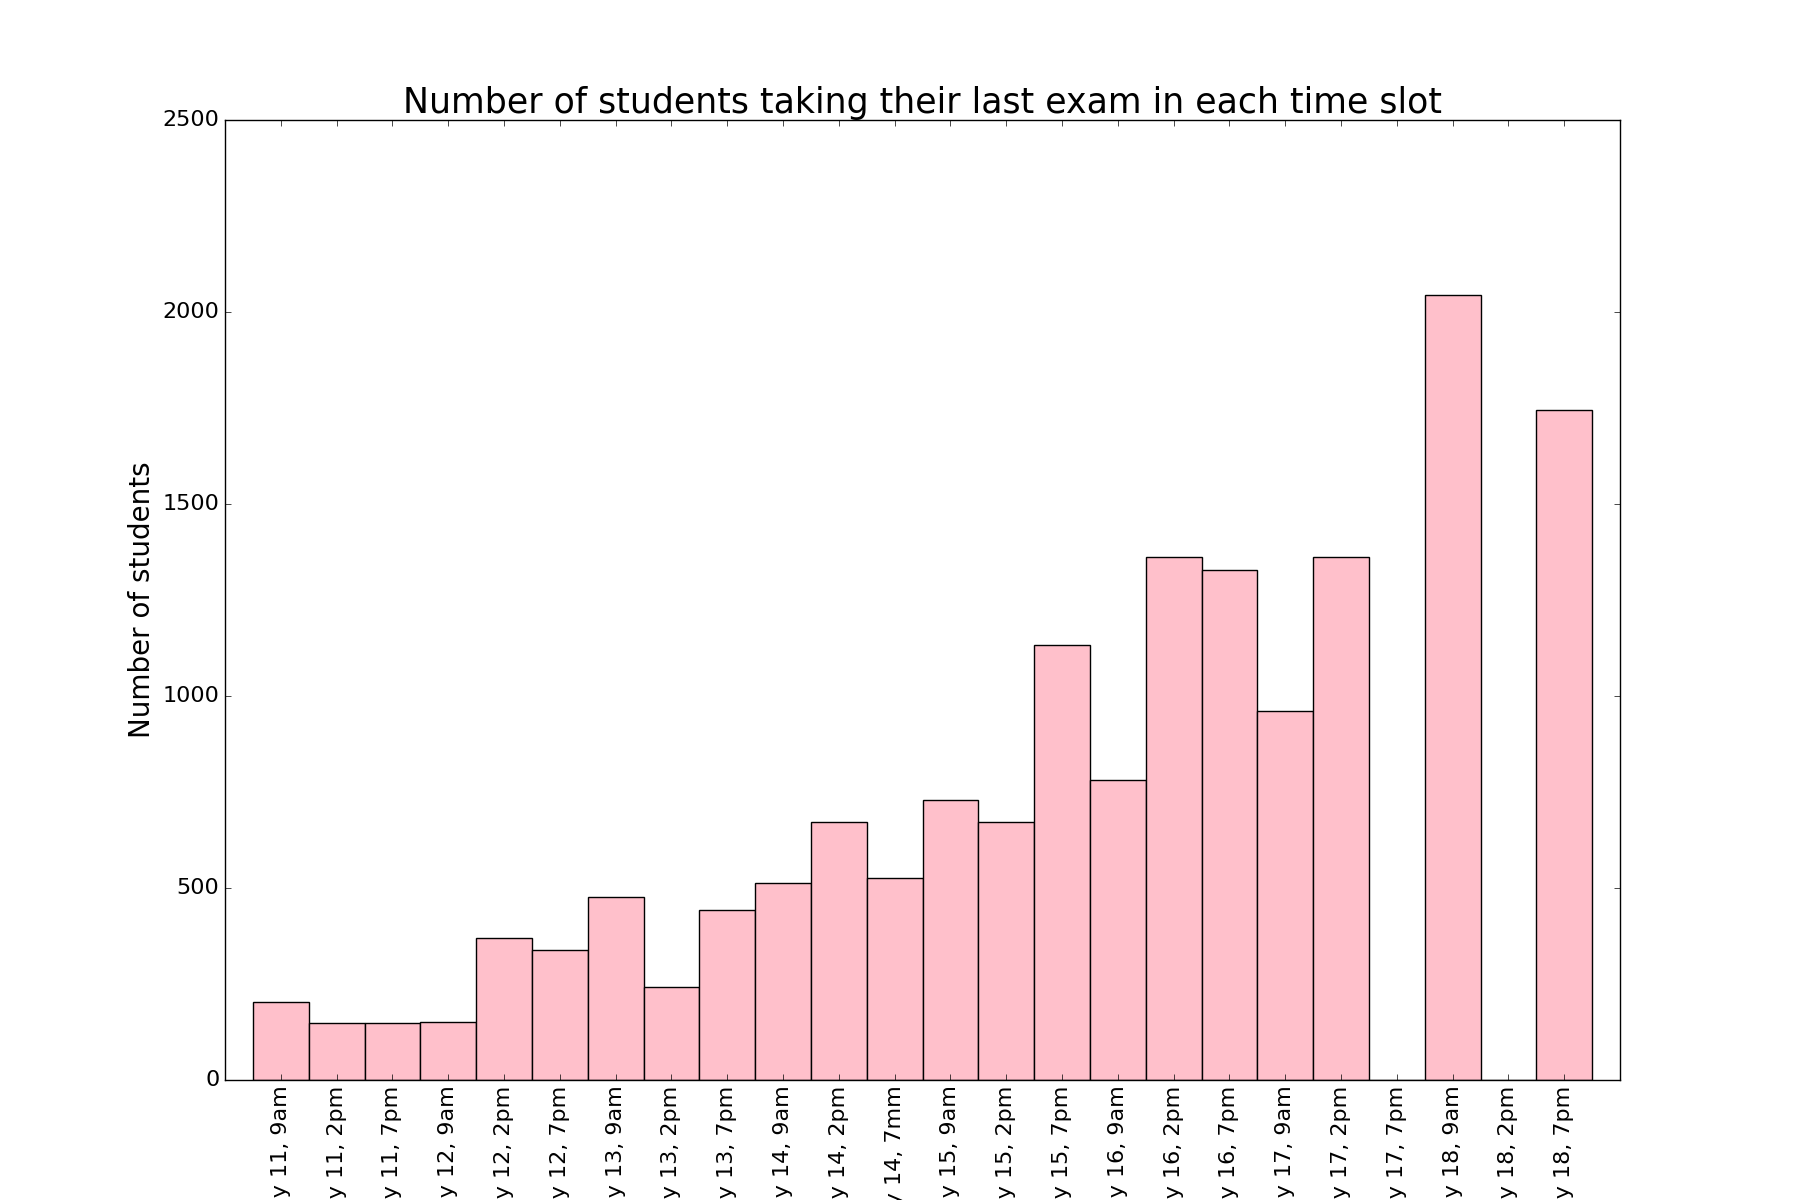 Number of students taking their last exam in each time slot
2500
2000
1500
1000
500
0
Number of students
y 11, 9am
y 11, 2pm
y 11, 7pm
y 12, 9am
y 12, 2pm
y 12, 7pm
y 13, 9am
y 13, 2pm
y 13, 7pm
y 14, 9am
y 14, 2pm
y 14, 7mm
y 15, 9am
y 15, 2pm
y 15, 7pm
y 16, 9am
y 16, 2pm
y 16, 7pm
y 17, 9am
y 17, 2pm
y 17, 7pm
y 18, 9am
y 18, 2pm
y 18, 7pm